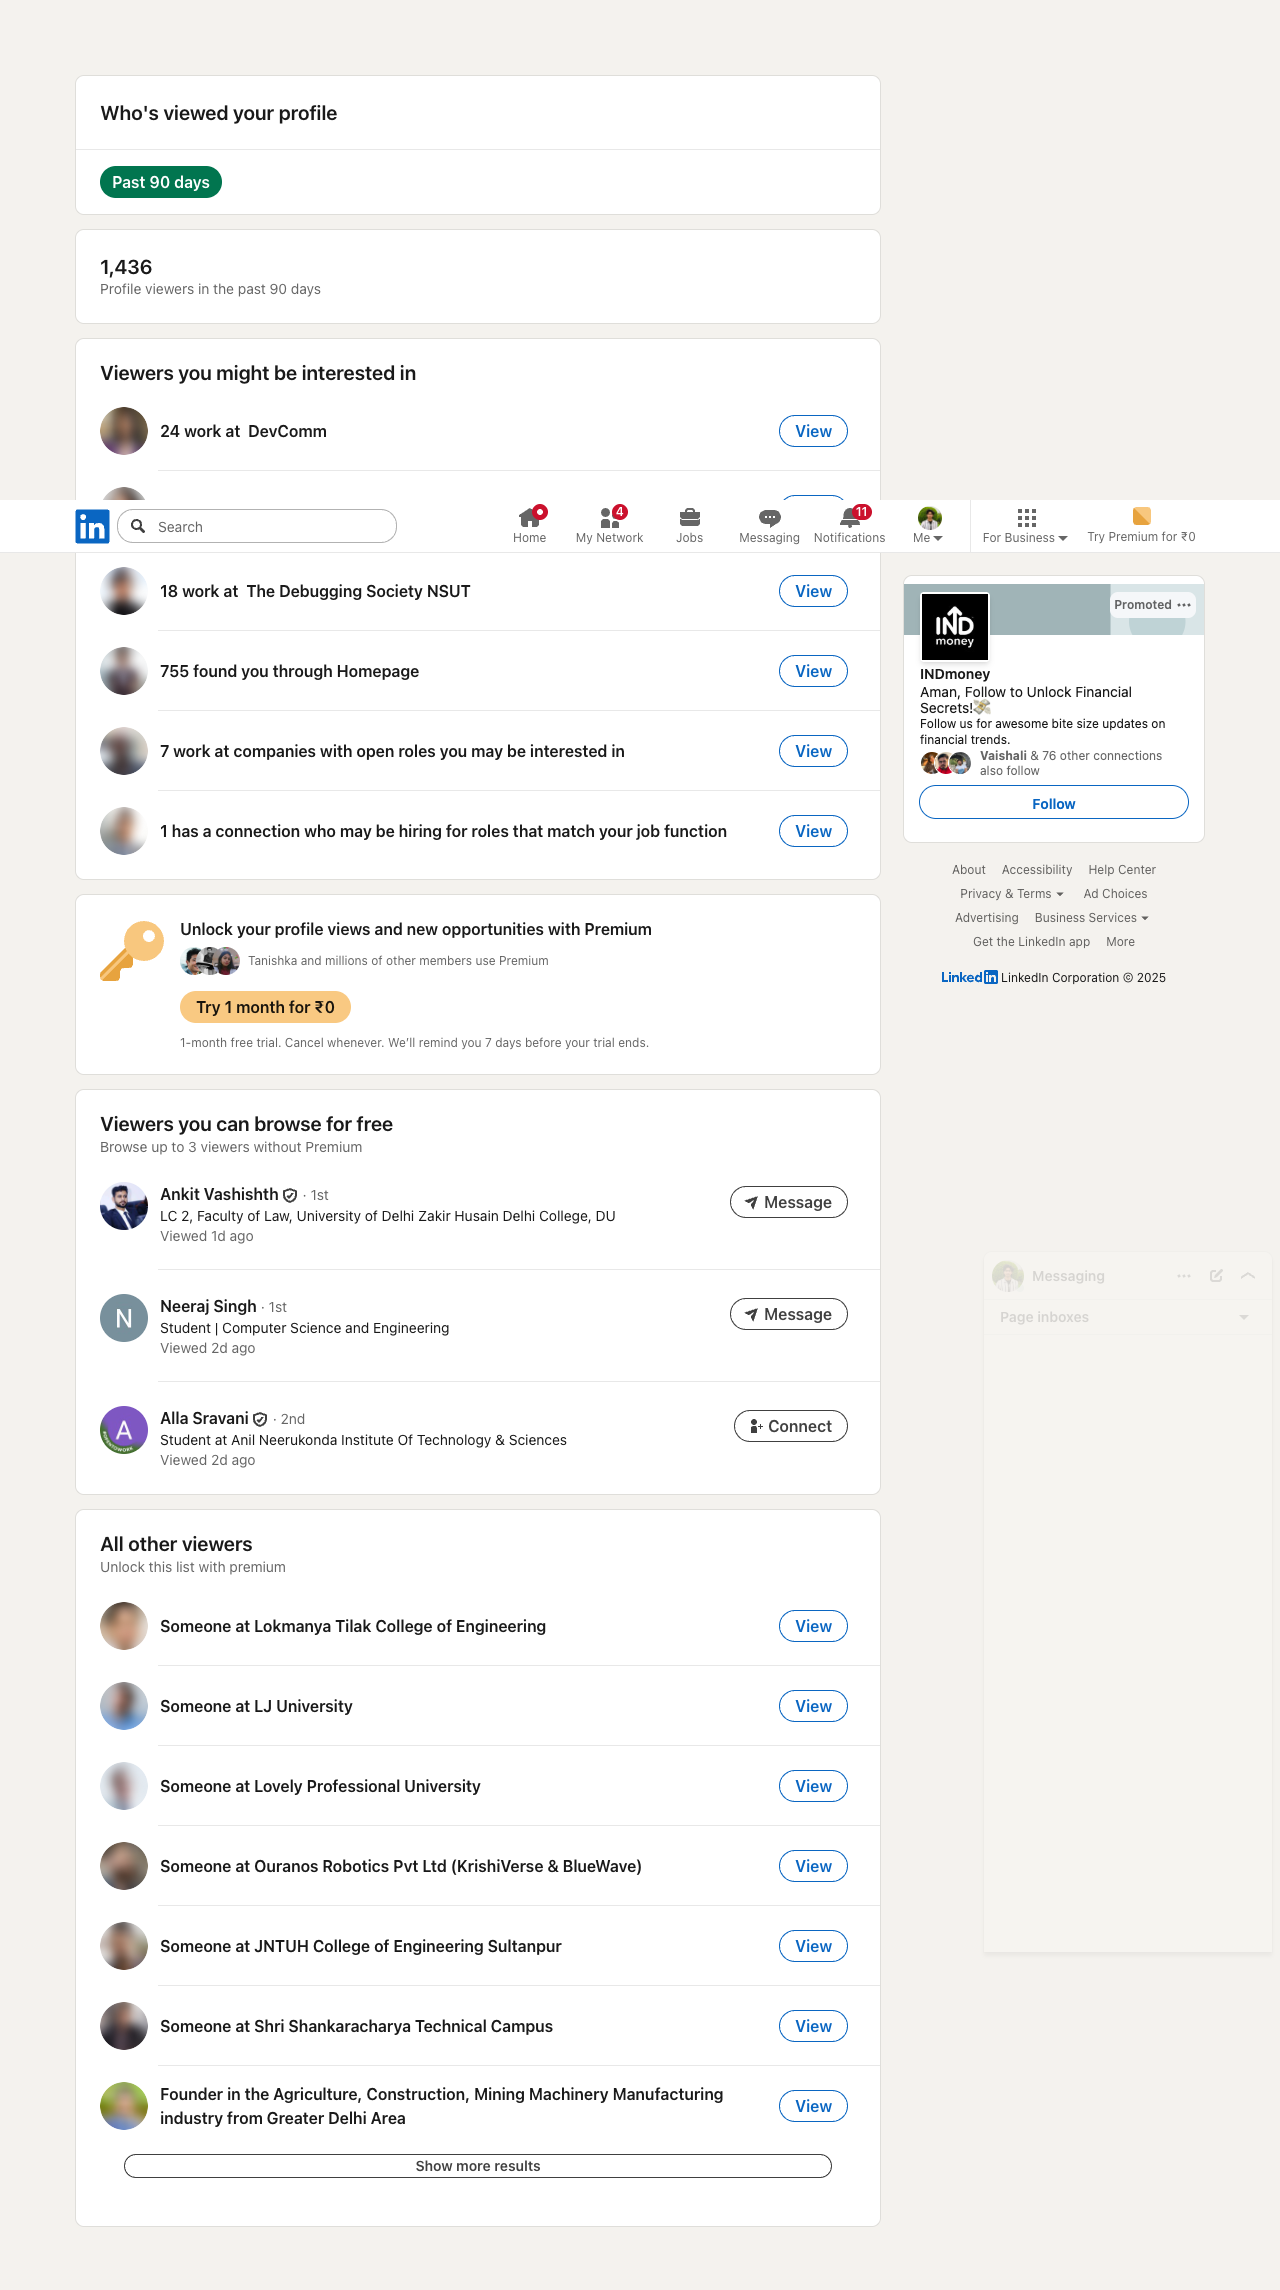 Who's viewed your profile
Past 90 days
1,436
Profile viewers in the past 90 days
Viewers you might be interested in
24 work at DevComm
View
in
Search
Home
4
My Network
Jobs
Messaging
11
Notifications
Me
For Business
Try Premium for ₹0
18 work at The Debugging Society NSUT
View
755 found you through Homepage
View
7 work at companies with open roles you may be interested in
View
1 has a connection who may be hiring for roles that match your job function
View
Promoted
IND
money
INDmoney
Aman, Follow to Unlock Financial
Secrets!💸
Follow us for awesome bite size updates on
financial trends.
Vaishali & 76 other connections
also follow
Follow
About Accessibility Help Center
Privacy & Terms Ad Choices
Advertising Business Services
Get the LinkedIn app More
Linkedin LinkedIn Corporation © 2025
Unlock your profile views and new opportunities with Premium
Tanishka and millions of other members use Premium
Try 1 month for ₹0
1-month free trial. Cancel whenever. We'll remind you 7 days before your trial ends.
Viewers you can browse for free
Browse up to 3 viewers without Premium
Ankit Vashishth · 1st
LC 2, Faculty of Law, University of Delhi Zakir Husain Delhi College, DU
Viewed 1d ago
Message
N
Neeraj Singh · 1st
Student | Computer Science and Engineering
Viewed 2d ago
Message
A
#OPENTOWORK
Alla Sravani · 2nd
Student at Anil Neerukonda Institute Of Technology & Sciences
Viewed 2d ago
Connect
Messaging
Page inboxes
All other viewers
Unlock this list with premium
Someone at Lokmanya Tilak College of Engineering
View
Someone at LJ University
View
Someone at Lovely Professional University
View
Someone at Ouranos Robotics Pvt Ltd (KrishiVerse & BlueWave)
View
Someone at JNTUH College of Engineering Sultanpur
View
Someone at Shri Shankaracharya Technical Campus
View
Founder in the Agriculture, Construction, Mining Machinery Manufacturing
industry from Greater Delhi Area
View
Show more results